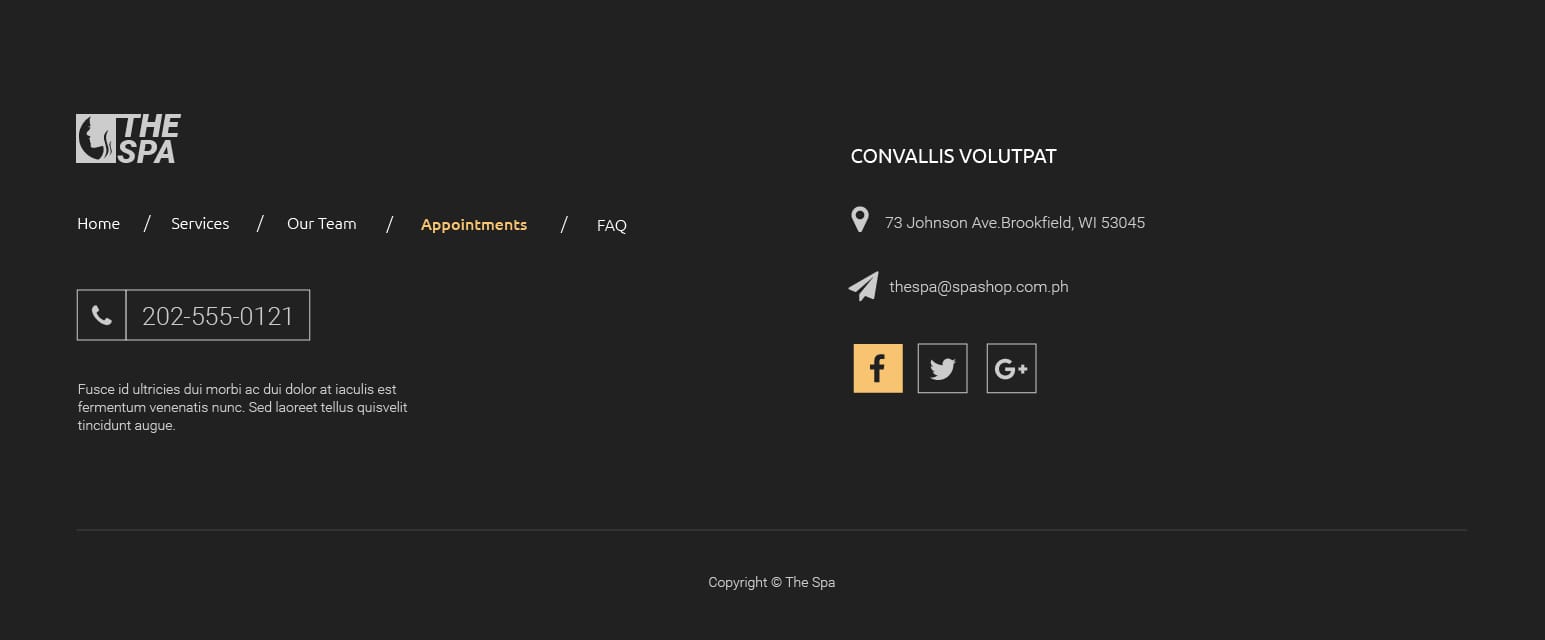 THE
SPA
Home / Services / Our Team / Appointments / FAQ
202-555-0121
Fusce id ultricies dui morbi ac dui dolor at iaculis est
fermentum venenatis nunc. Sed laoreet tellus quisvelit
tincidunt augue.
CONVALLIS VOLUTPAT
73 Johnson Ave.Brookfield, WI 53045
thespa@spashop.com.ph
f
G+
Copyright © The Spa